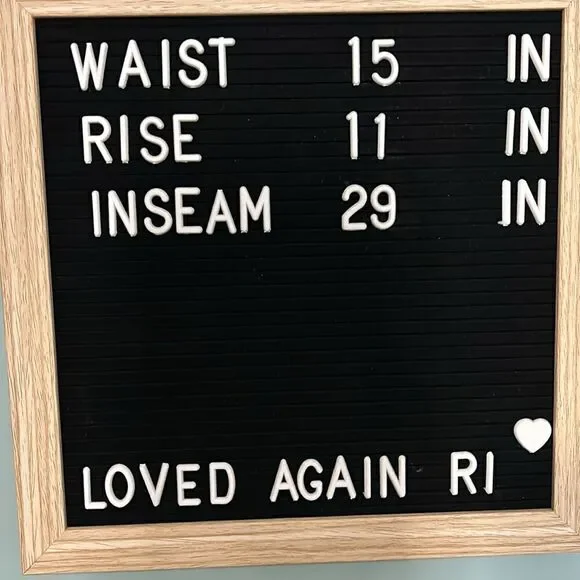 WAIST 15 IN
RISE 11 IN
INSEAM 29 IN
LOVED AGAIN RI